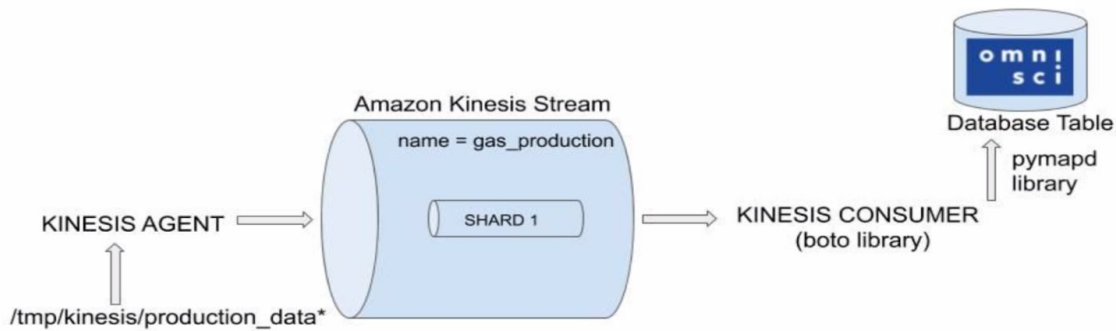 omni
sci
Database Table
pymapd
library
Amazon Kinesis Stream
name = gas_production
SHARD 1
KINESIS AGENT
KINESIS CONSUMER
(boto library)
/tmp/kinesis/production_data*